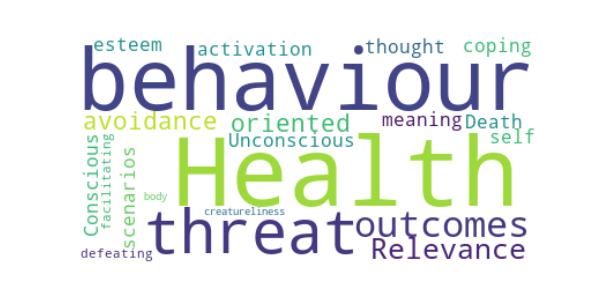 esteem
activation
thought
coping
behaviour
avoidance
oriented
meaning
Death
Unconscious
self
Conscious
facilitating
scenarios
Health
body
creatureliness
threat
outcomes
Relevance
defeating